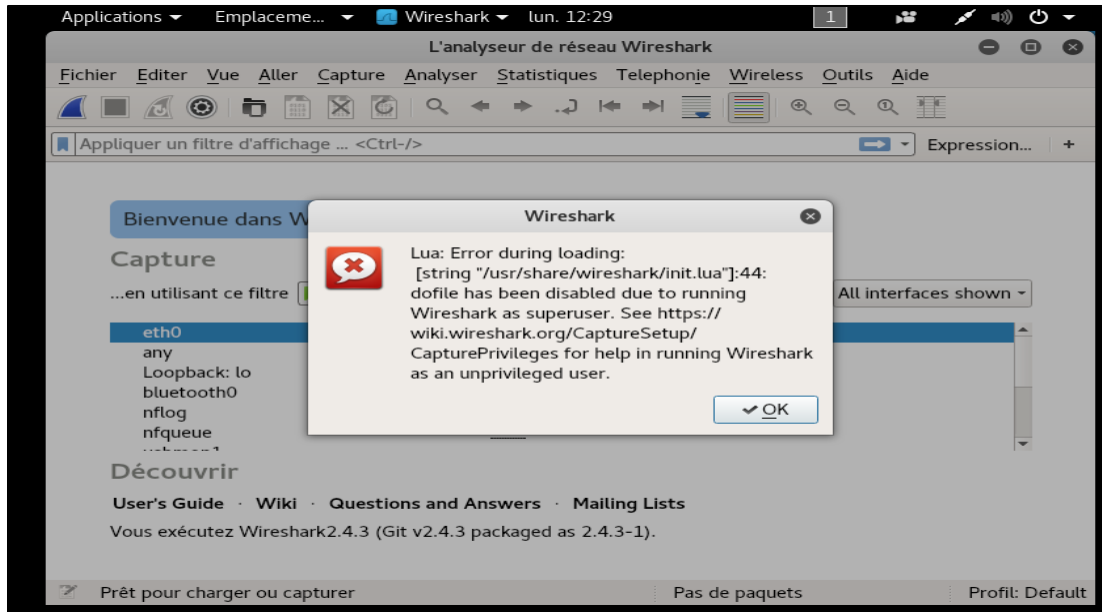 Applications Emplaceme... Wireshark lun. 12:29 1
L'analyseur de réseau Wireshark
Fichier Editer Vue Aller Capture Analyser Statistiques Telephonie Wireless Outils Aide
Appliquer un filtre d'affichage ... <Ctrl-/> Expression... +
Bienvenue dans W
Capture
...en utilisant ce filtre All interfaces shown
eth0
any
Loopback: lo
bluetooth0
nflog
nfqueue
Wireshark
Lua: Error during loading:
[string "/usr/share/wireshark/init.lua"]:44:
dofile has been disabled due to running
Wireshark as superuser. See https://
wiki.wireshark.org/CaptureSetup/
CapturePrivileges for help in running Wireshark
as an unprivileged user.
OK
Découvrir
User's Guide · Wiki · Questions and Answers · Mailing Lists
Vous exécutez Wireshark2.4.3 (Git v2.4.3 packaged as 2.4.3-1).
Prêt pour charger ou capturer Pas de paquets Profil: Default